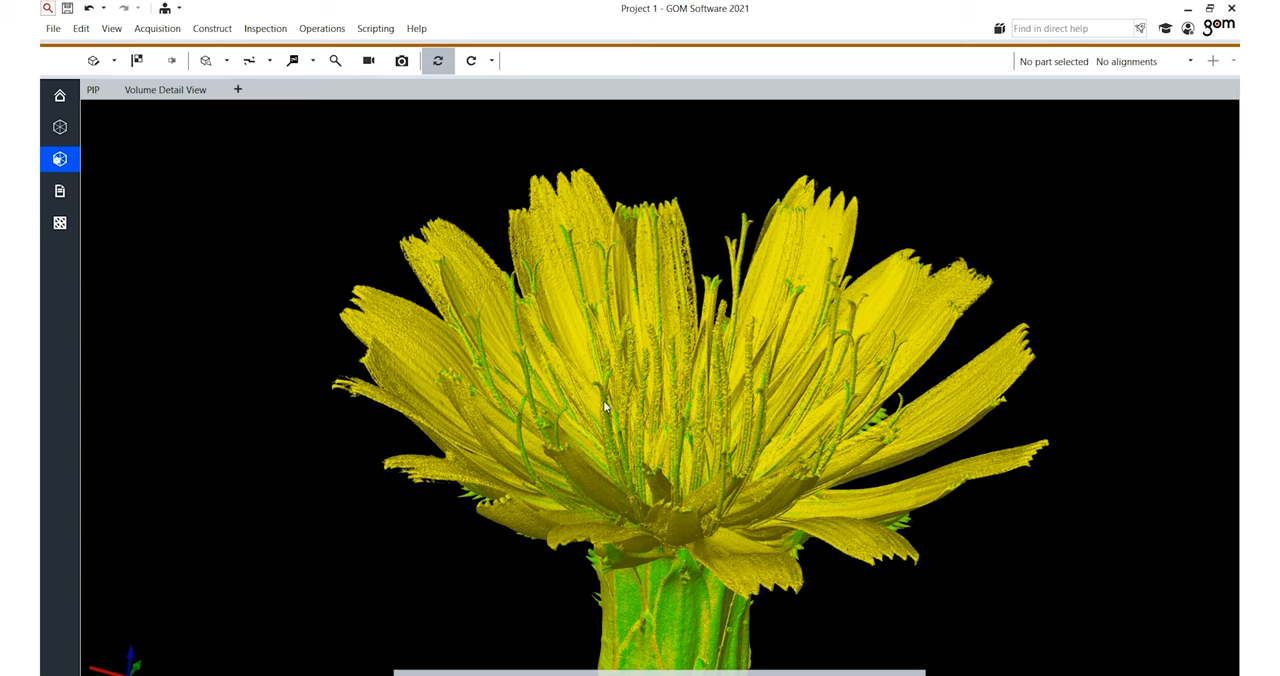 Project 1 - GOM Software 2021
File Edit View Acquisition Construct Inspection Operations Scripting Help
Find in direct help
gom
No part selected No alignments
PIP Volume Detail View +